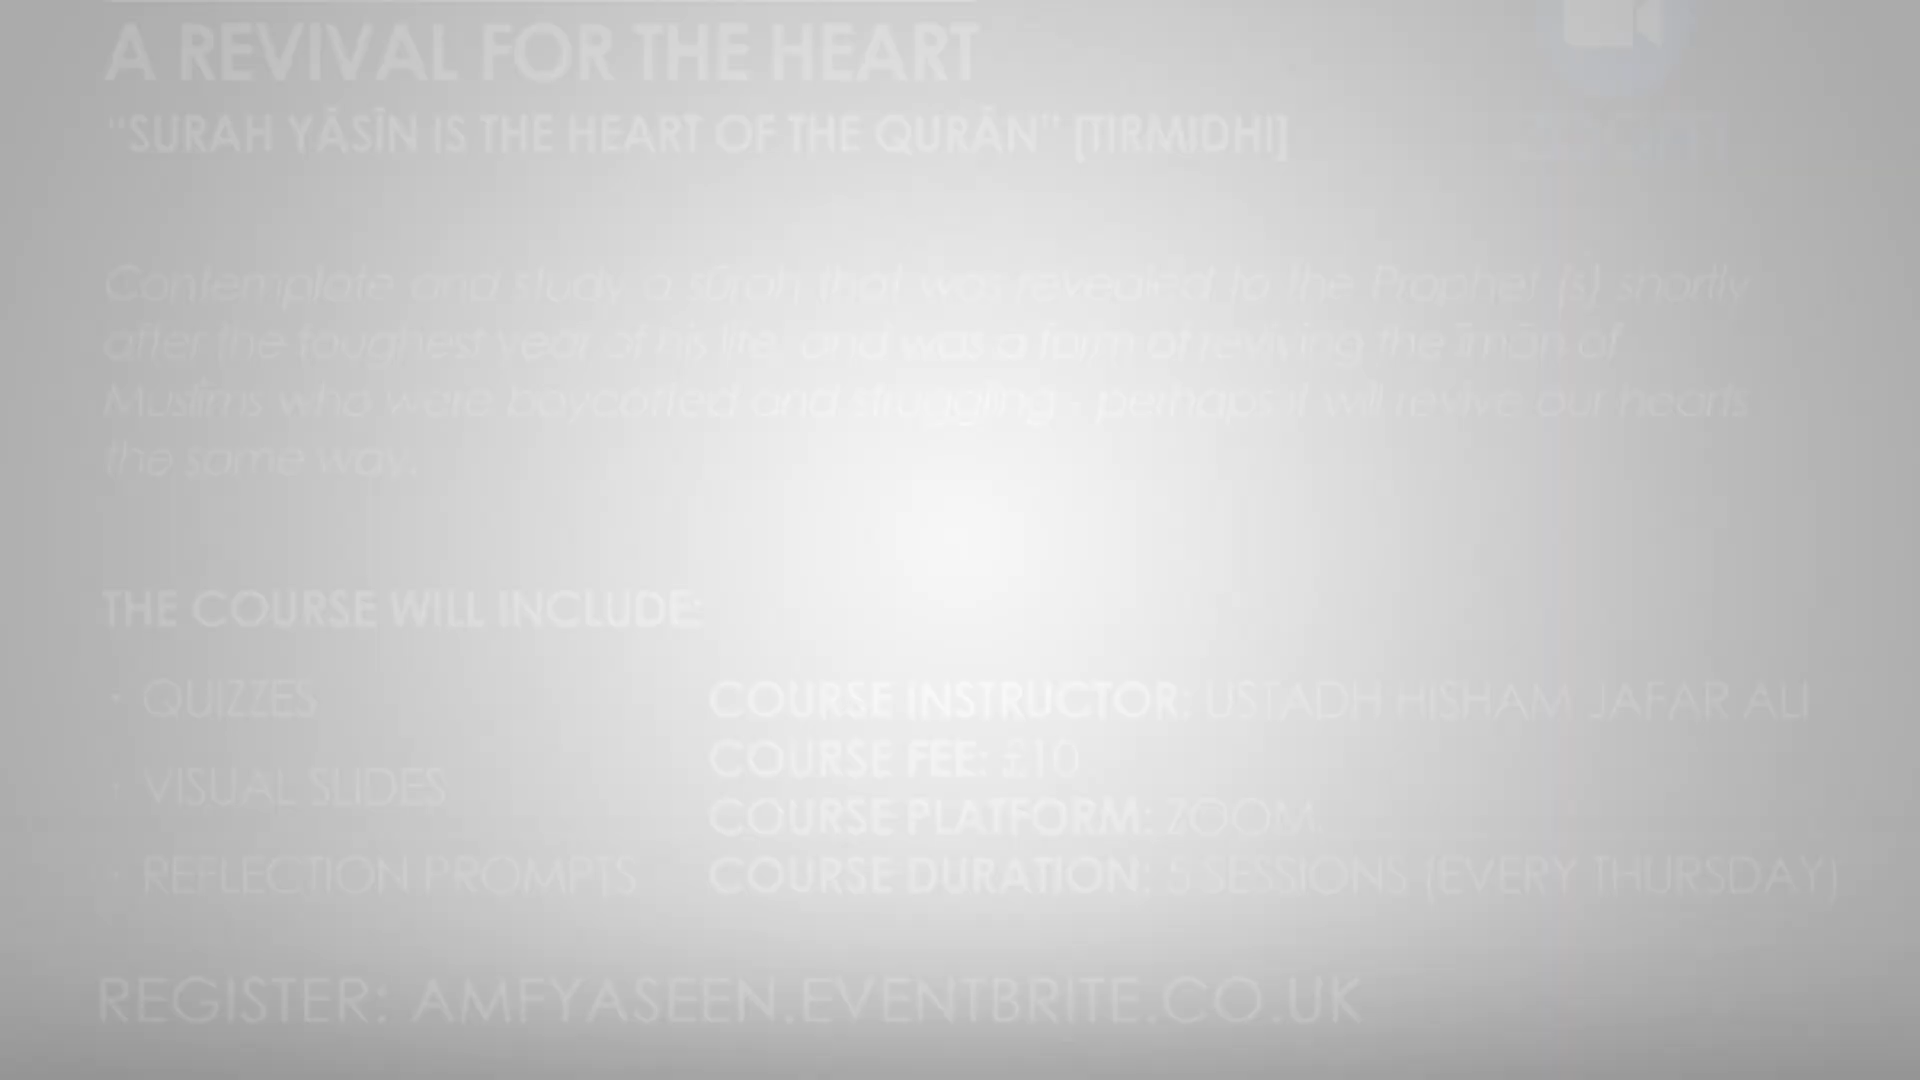 A REVIVAL FOR THE HEART
“SURAH YĀSĪN IS THE HEART OF THE QURĀN” [TIRMIDHI]
zoom
Contemplate and study a sūrah that was revealed to the Prophet (s) shortly
after the toughest year of his life, and was a form of reviving the īmān of
Muslims who were boycotted and struggling , perhaps it will revive our hearts
the same way.
THE COURSE WILL INCLUDE:
• QUIZZES
• VISUAL SLIDES
• REFLECTION PROMPTS
COURSE INSTRUCTOR: USTADH HISHAM JAFAR ALI
COURSE FEE: £10
COURSE PLATFORM: ZOOM
COURSE DURATION: 5 SESSIONS (EVERY THURSDAY)
REGISTER: AMFYASEEN.EVENTBRITE.CO.UK